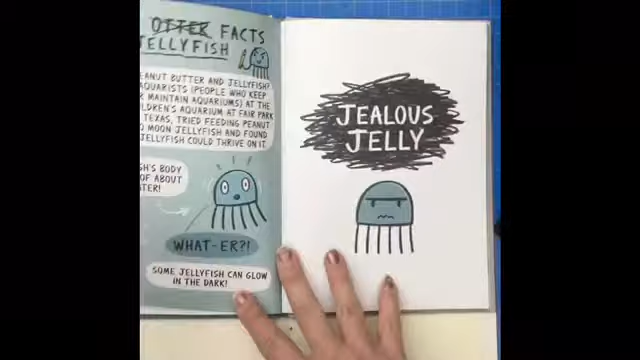 OTTER FACTS
JELLYFISH
PEANUT BUTTER AND JELLYFISH?
AQUARISTS (PEOPLE WHO KEEP
OR MAINTAIN AQUARIUMS) AT THE
CHILDREN'S AQUARIUM AT FAIR PARK
TEXAS, TRIED FEEDING PEANUT
TO MOON JELLYFISH AND FOUND
JELLYFISH COULD THRIVE ON IT.
BODY
OF ABOUT
WHAT-ER?!
SOME JELLYFISH CAN GLOW
IN THE DARK!
JEALOUS
JELLY